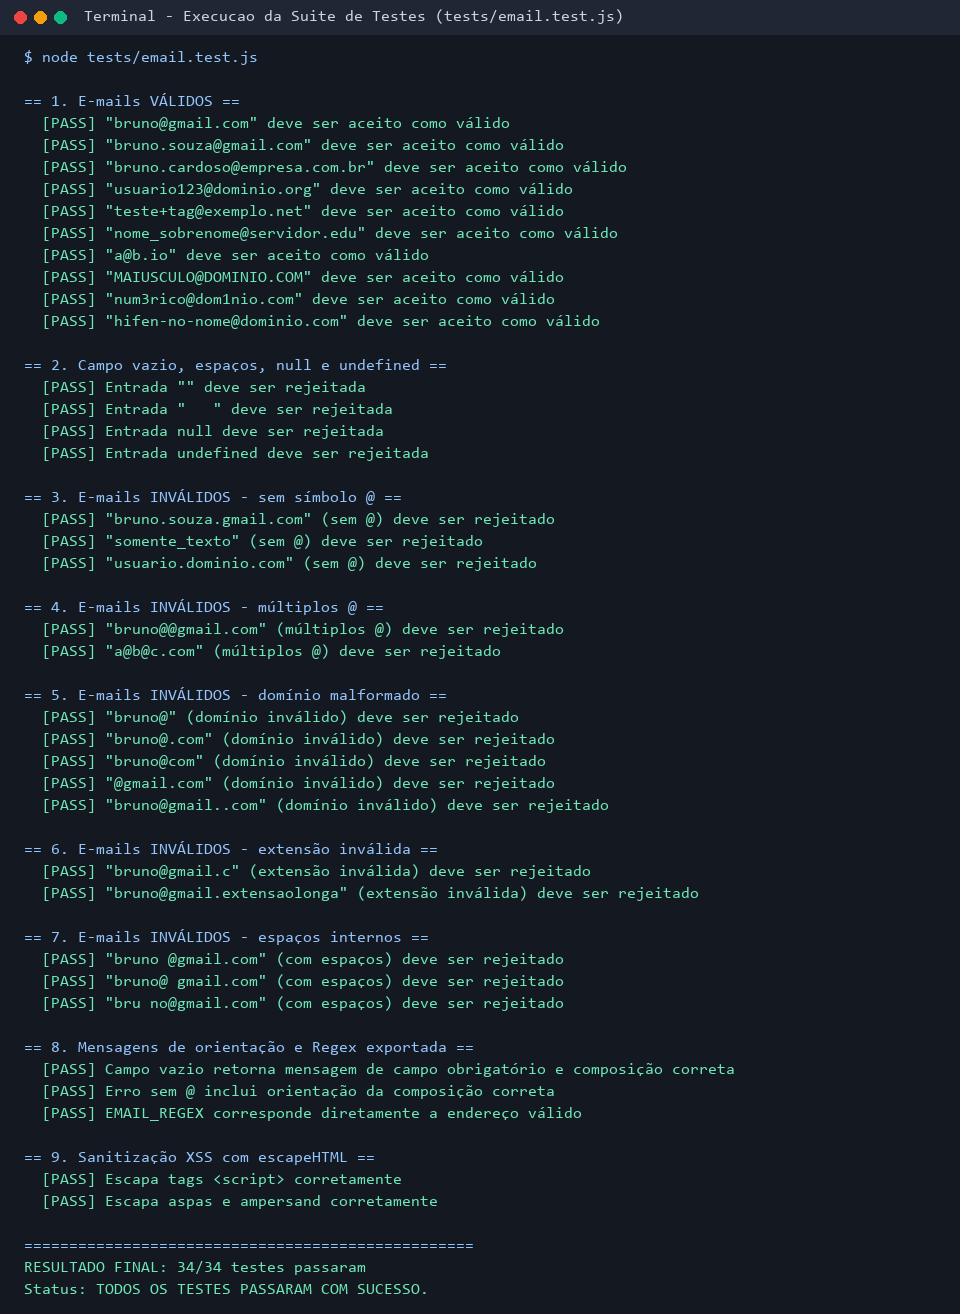 Terminal - Execucao da Suite de Testes (tests/email.test.js)
$ node tests/email.test.js
== 1. E-mails VÁLIDOS ==
[PASS] "bruno@gmail.com" deve ser aceito como válido
[PASS] "bruno.souza@gmail.com" deve ser aceito como válido
[PASS] "bruno.cardoso@empresa.com.br" deve ser aceito como válido
[PASS] "usuario123@dominio.org" deve ser aceito como válido
[PASS] "teste+tag@exemplo.net" deve ser aceito como válido
[PASS] "nome_sobrenome@servidor.edu" deve ser aceito como válido
[PASS] "a@b.io" deve ser aceito como válido
[PASS] "MAIUSCULO@DOMINIO.COM" deve ser aceito como válido
[PASS] "num3rico@dom1nio.com" deve ser aceito como válido
[PASS] "hifen-no-nome@dominio.com" deve ser aceito como válido
== 2. Campo vazio, espaços, null e undefined ==
[PASS] Entrada "" deve ser rejeitada
[PASS] Entrada "   " deve ser rejeitada
[PASS] Entrada null deve ser rejeitada
[PASS] Entrada undefined deve ser rejeitada
== 3. E-mails INVÁLIDOS - sem símbolo @ ==
[PASS] "bruno.souza.gmail.com" (sem @) deve ser rejeitado
[PASS] "somente_texto" (sem @) deve ser rejeitado
[PASS] "usuario.dominio.com" (sem @) deve ser rejeitado
== 4. E-mails INVÁLIDOS - múltiplos @ ==
[PASS] "bruno@@gmail.com" (múltiplos @) deve ser rejeitado
[PASS] "a@b@c.com" (múltiplos @) deve ser rejeitado
== 5. E-mails INVÁLIDOS - domínio malformado ==
[PASS] "bruno@" (domínio inválido) deve ser rejeitado
[PASS] "bruno@.com" (domínio inválido) deve ser rejeitado
[PASS] "bruno@com" (domínio inválido) deve ser rejeitado
[PASS] "@gmail.com" (domínio inválido) deve ser rejeitado
[PASS] "bruno@gmail..com" (domínio inválido) deve ser rejeitado
== 6. E-mails INVÁLIDOS - extensão inválida ==
[PASS] "bruno@gmail.c" (extensão inválida) deve ser rejeitado
[PASS] "bruno@gmail.extensaolonga" (extensão inválida) deve ser rejeitado
== 7. E-mails INVÁLIDOS - espaços internos ==
[PASS] "bruno @gmail.com" (com espaços) deve ser rejeitado
[PASS] "bruno@ gmail.com" (com espaços) deve ser rejeitado
[PASS] "bru no@gmail.com" (com espaços) deve ser rejeitado
== 8. Mensagens de orientação e Regex exportada ==
[PASS] Campo vazio retorna mensagem de campo obrigatório e composição correta
[PASS] Erro sem @ inclui orientação da composição correta
[PASS] EMAIL_REGEX corresponde diretamente a endereço válido
== 9. Sanitização XSS com escapeHTML ==
[PASS] Escapa tags <script> corretamente
[PASS] Escapa aspas e ampersand corretamente
==================================================
RESULTADO FINAL: 34/34 testes passaram
Status: TODOS OS TESTES PASSARAM COM SUCESSO.